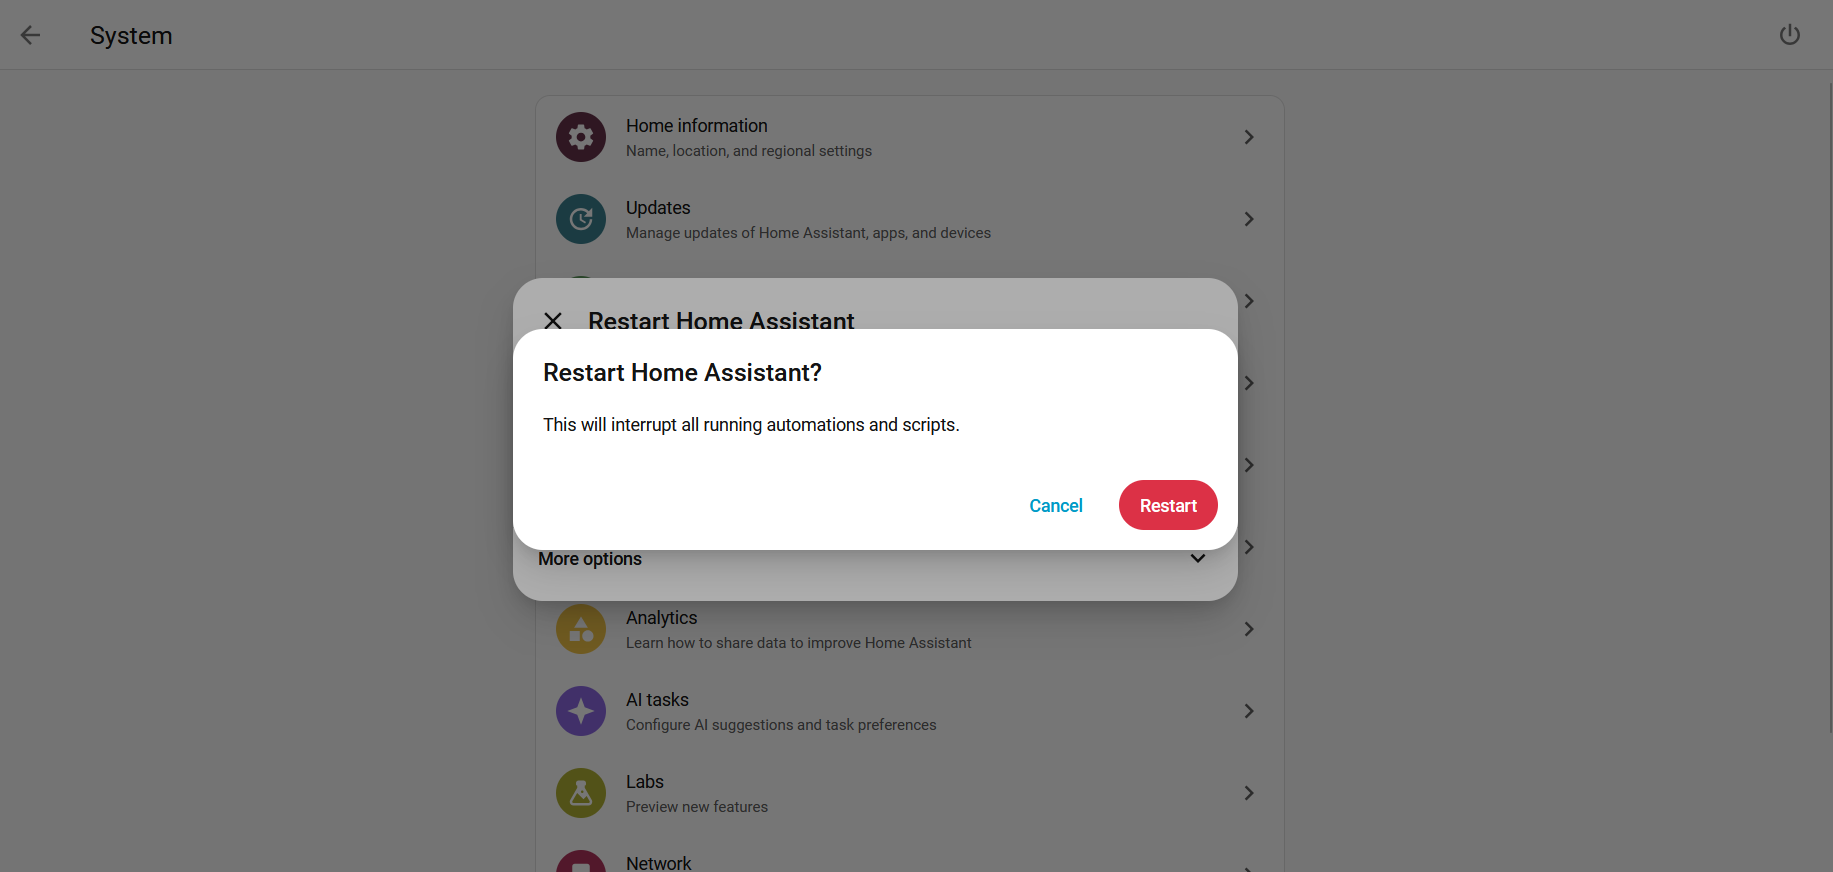 System
Home information
Name, location, and regional settings
Updates
Manage updates of Home Assistant, apps, and devices
Restart Home Assistant
Restart Home Assistant?
This will interrupt all running automations and scripts.
Cancel
Restart
More options
Analytics
Learn how to share data to improve Home Assistant
AI tasks
Configure AI suggestions and task preferences
Labs
Preview new features
Network